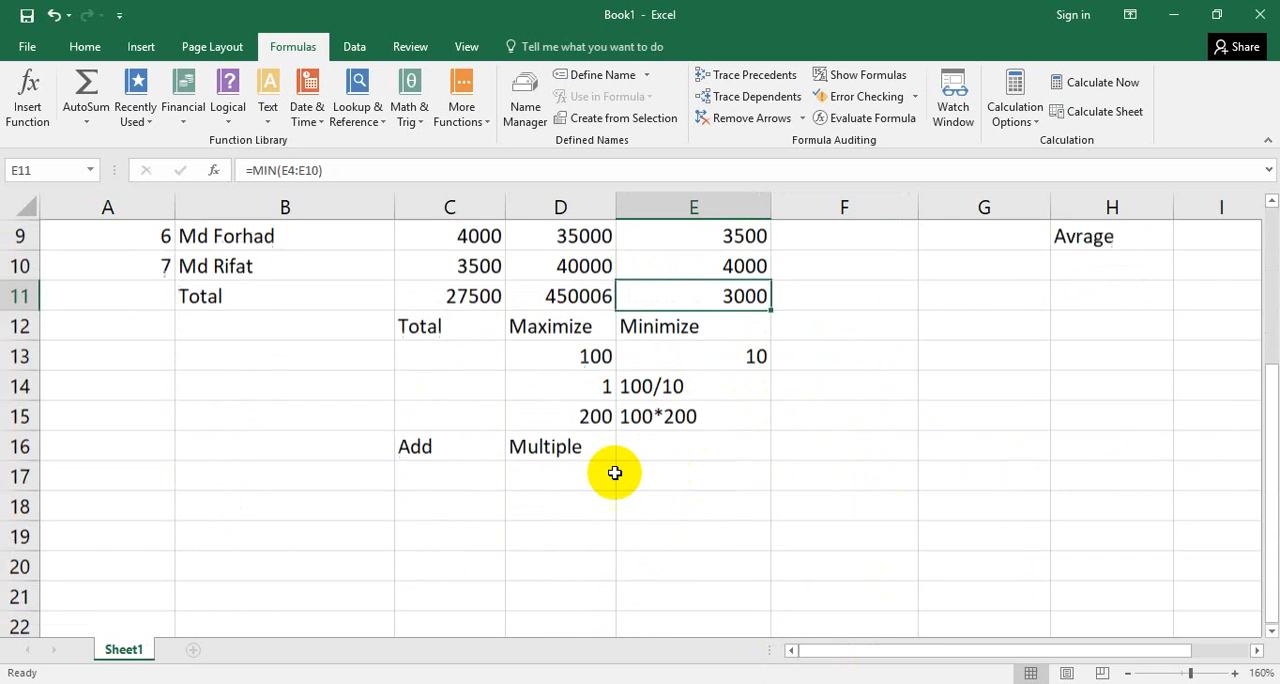 Book1 - Excel
Sign in
File Home Insert Page Layout Formulas Data Review View Tell me what you want to do Share
Insert Function
AutoSum
Recently Used
Financial
Logical
Text
Date & Time
Lookup & Reference
Math & Trig
More Functions
Function Library
Name Manager
Define Name
Use in Formula
Create from Selection
Defined Names
Trace Precedents
Trace Dependents
Remove Arrows
Show Formulas
Error Checking
Evaluate Formula
Formula Auditing
Watch Window
Calculation Options
Calculate Now
Calculate Sheet
Calculation
E11 fx =MIN(E4:E10)
A B C D E F G H I
9 6 Md Forhad 4000 35000 3500 Avrage
10 7 Md Rifat 3500 40000 4000
11 Total 27500 450006 3000
12 Total Maximize Minimize
13 100 10
14 1 100/10
15 200 100*200
16 Add Multiple
17
18
19
20
21
22
Sheet1
Ready 160%